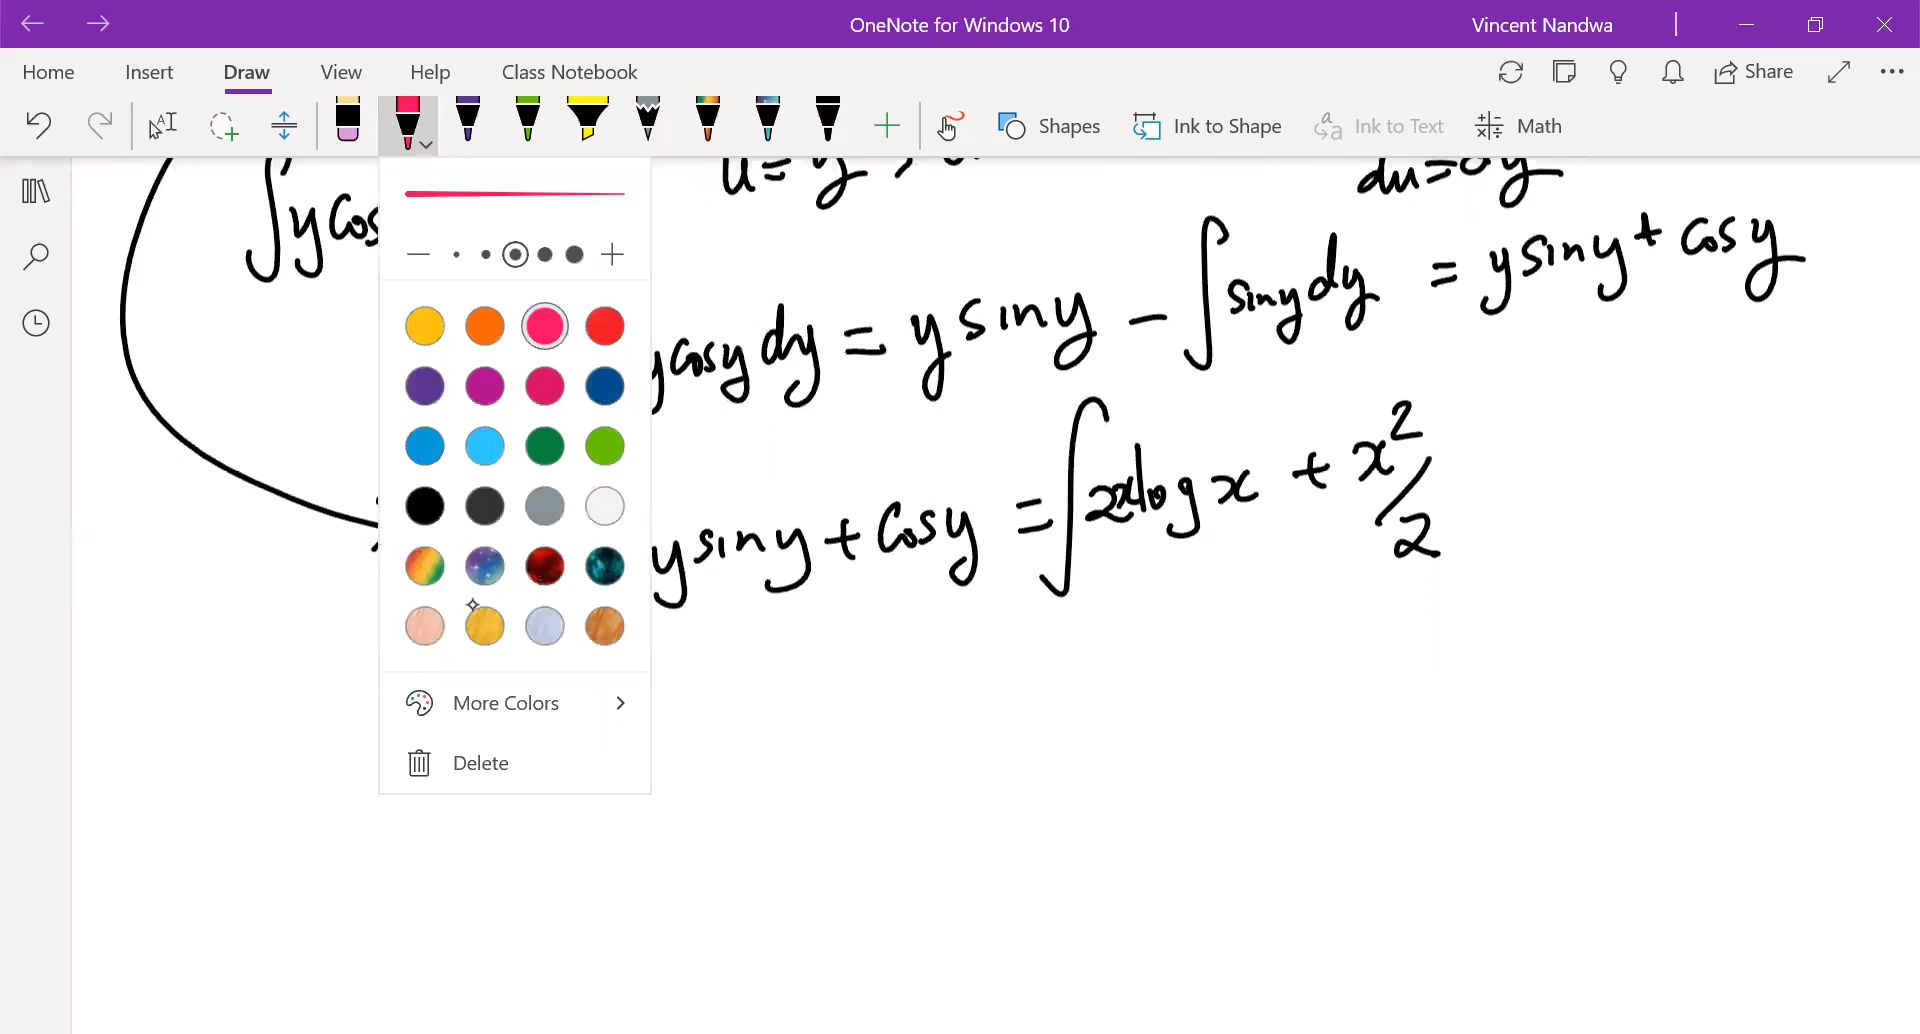 OneNote for Windows 10
Vincent Nandwa
Home Insert Draw View Help Class Notebook Share
Shapes Ink to Shape Ink to Text Math
u = y , du = dy
∫ y cos
y cosy dy = y siny − ∫ siny dy = y siny + cosy
y siny + cosy = ∫ 2x log x + x²/2
More Colors
Delete